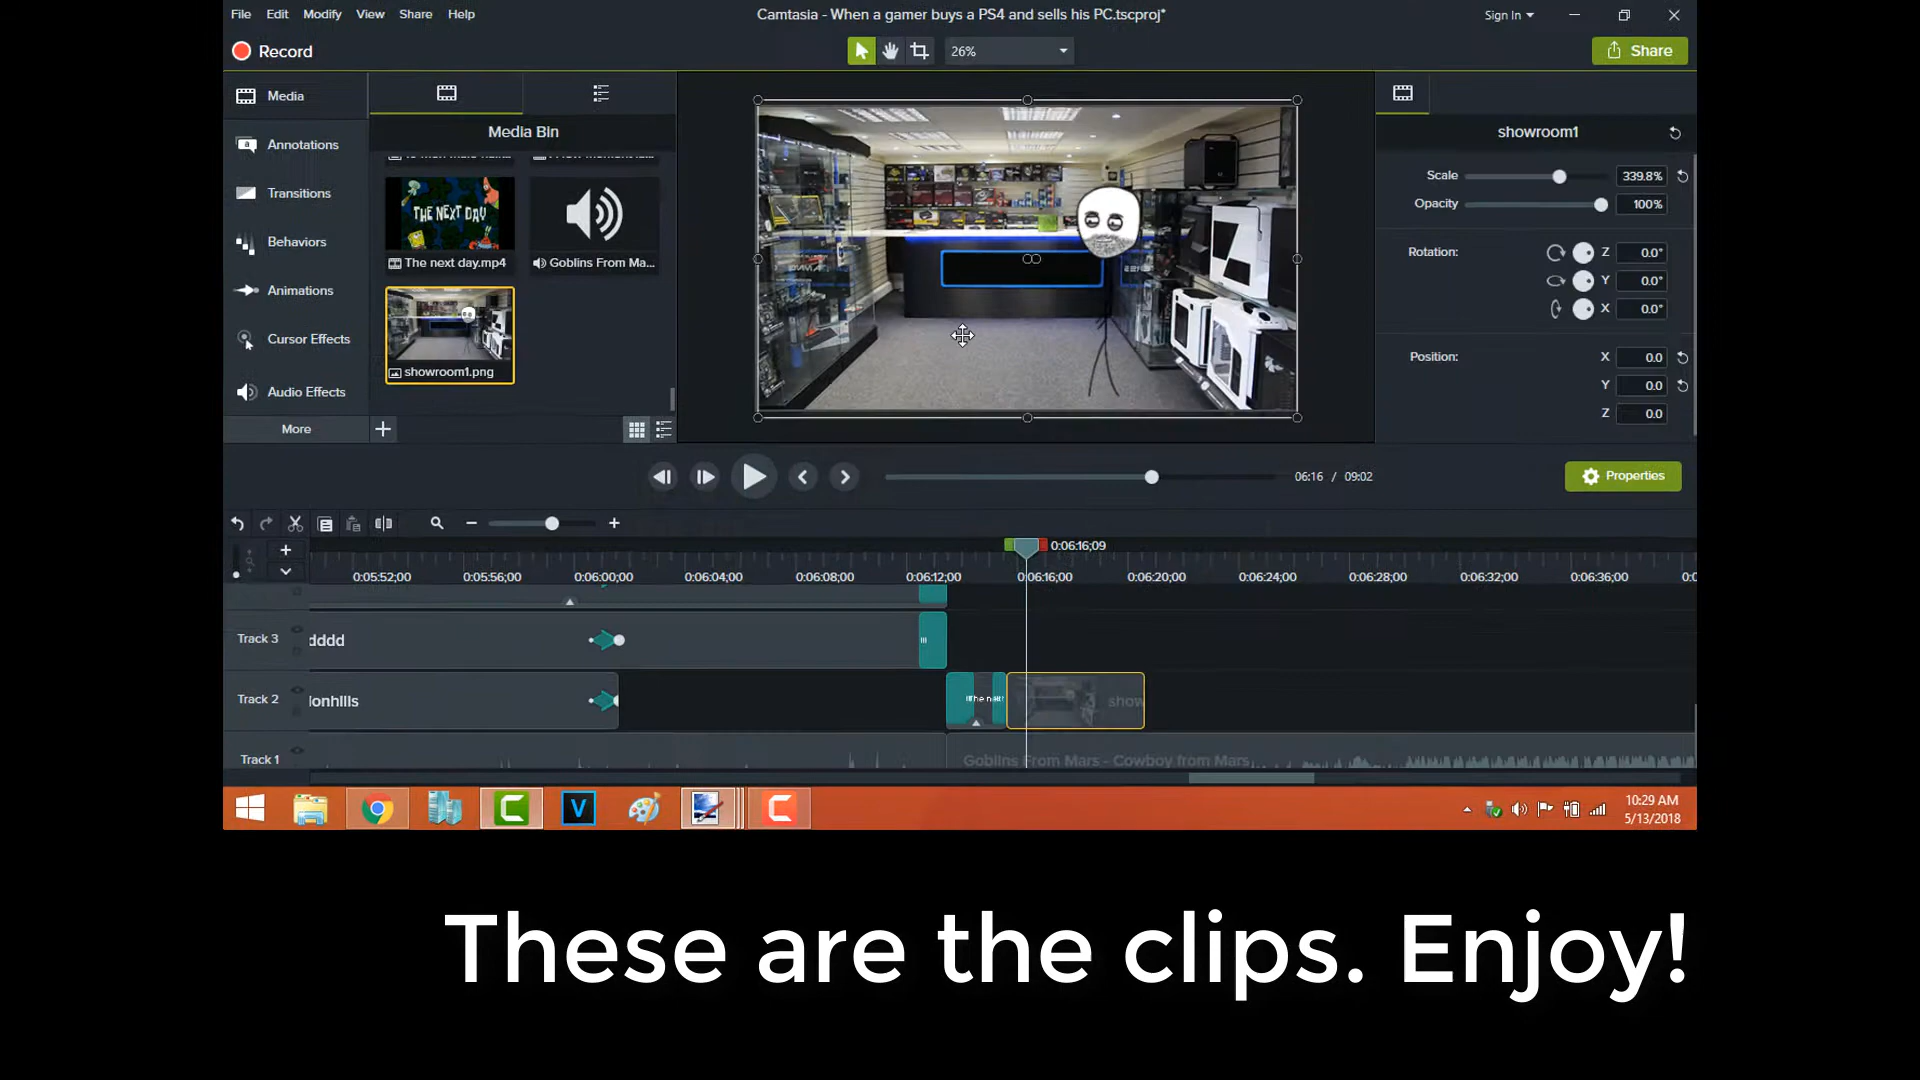 File Edit Modify View Share Help
Camtasia - When a gamer buys a PS4 and sells his PC.tscproj*
Sign In
Record
26%
Share
Media
Annotations
Transitions
Behaviors
Animations
Cursor Effects
Audio Effects
More
Media Bin
THE NEXT DAY
The next day.mp4
Goblins From Ma...
showroom1.png
showroom1
Scale 339.8%
Opacity 100%
Rotation: Z 0.0°
Y 0.0°
X 0.0°
Position: X 0.0
Y 0.0
Z 0.0
06:16 / 09:02
Properties
0:06:16;09
0:05:52;00 0:05:56;00 0:06:00;00 0:06:04;00 0:06:08;00 0:06:12;00 0:06:16;00 0:06:20;00 0:06:24;00 0:06:28;00 0:06:32;00 0:06:36;00
Track 3 dddd
Track 2 lonhills
show
Track 1 Goblins From Mars - Cowboy from Mars
10:29 AM
5/13/2018
These are the clips. Enjoy!